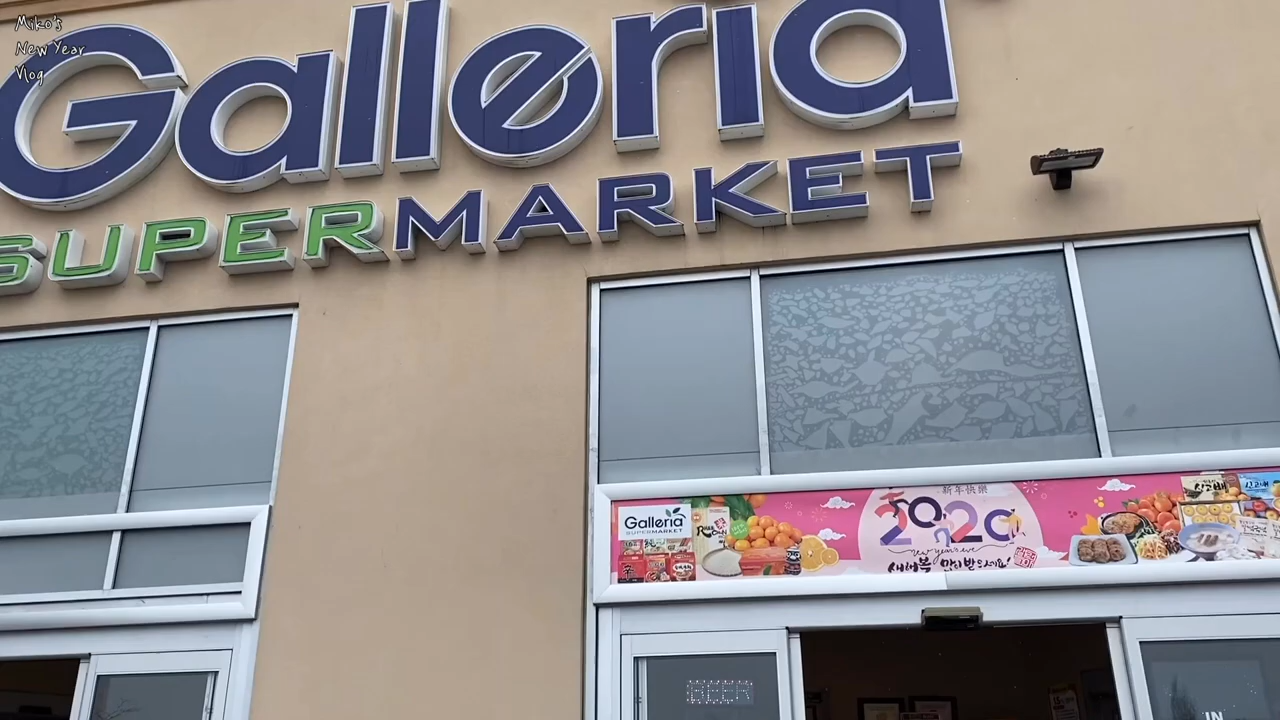 Miko's
New Year
Vlog
Galleria
SUPERMARKET
新年快樂
2020
new year's eve
새해 복 많이 받으세요!
Galleria
SUPERMARKET
BEER
IN